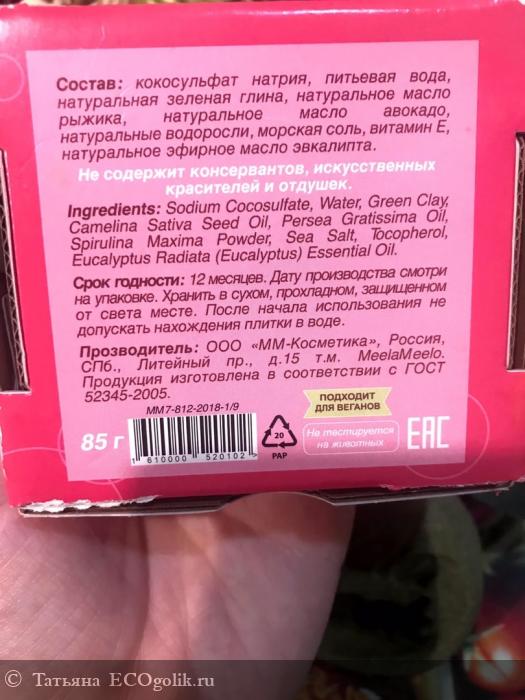 Состав: кокосульфат натрия, питьевая вода,
натуральная зеленая глина, натуральное масло
рыжика, натуральное масло авокадо,
натуральные водоросли, морская соль, витамин Е,
натуральное эфирное масло эвкалипта.
Не содержит консервантов, искусственных
красителей и отдушек.
Ingredients: Sodium Cocosulfate, Water, Green Clay,
Camelina Sativa Seed Oil, Persea Gratissima Oil,
Spirulina Maxima Powder, Sea Salt, Tocopherol,
Eucalyptus Radiata (Eucalyptus) Essential Oil.
Срок годности: 12 месяцев. Дату производства смотри
на упаковке. Хранить в сухом, прохладном, защищенном
от света месте. После начала использования не
допускать нахождения плитки в воде.
Прозводитель: ООО «ММ-Косметика», Россия,
СПб., Литейный пр., д.15 т.м. MeelaMeelo.
Продукция изготовлена в соответствии с ГОСТ
52345-2005.
ММ7-812-2018-1/9
ПОДХОДИТ
ДЛЯ ВЕГАНОВ
85 г
1 610000 520102
20
PAP
Не тестируется
на животных
EAC
Татьяна ECOgolik.ru